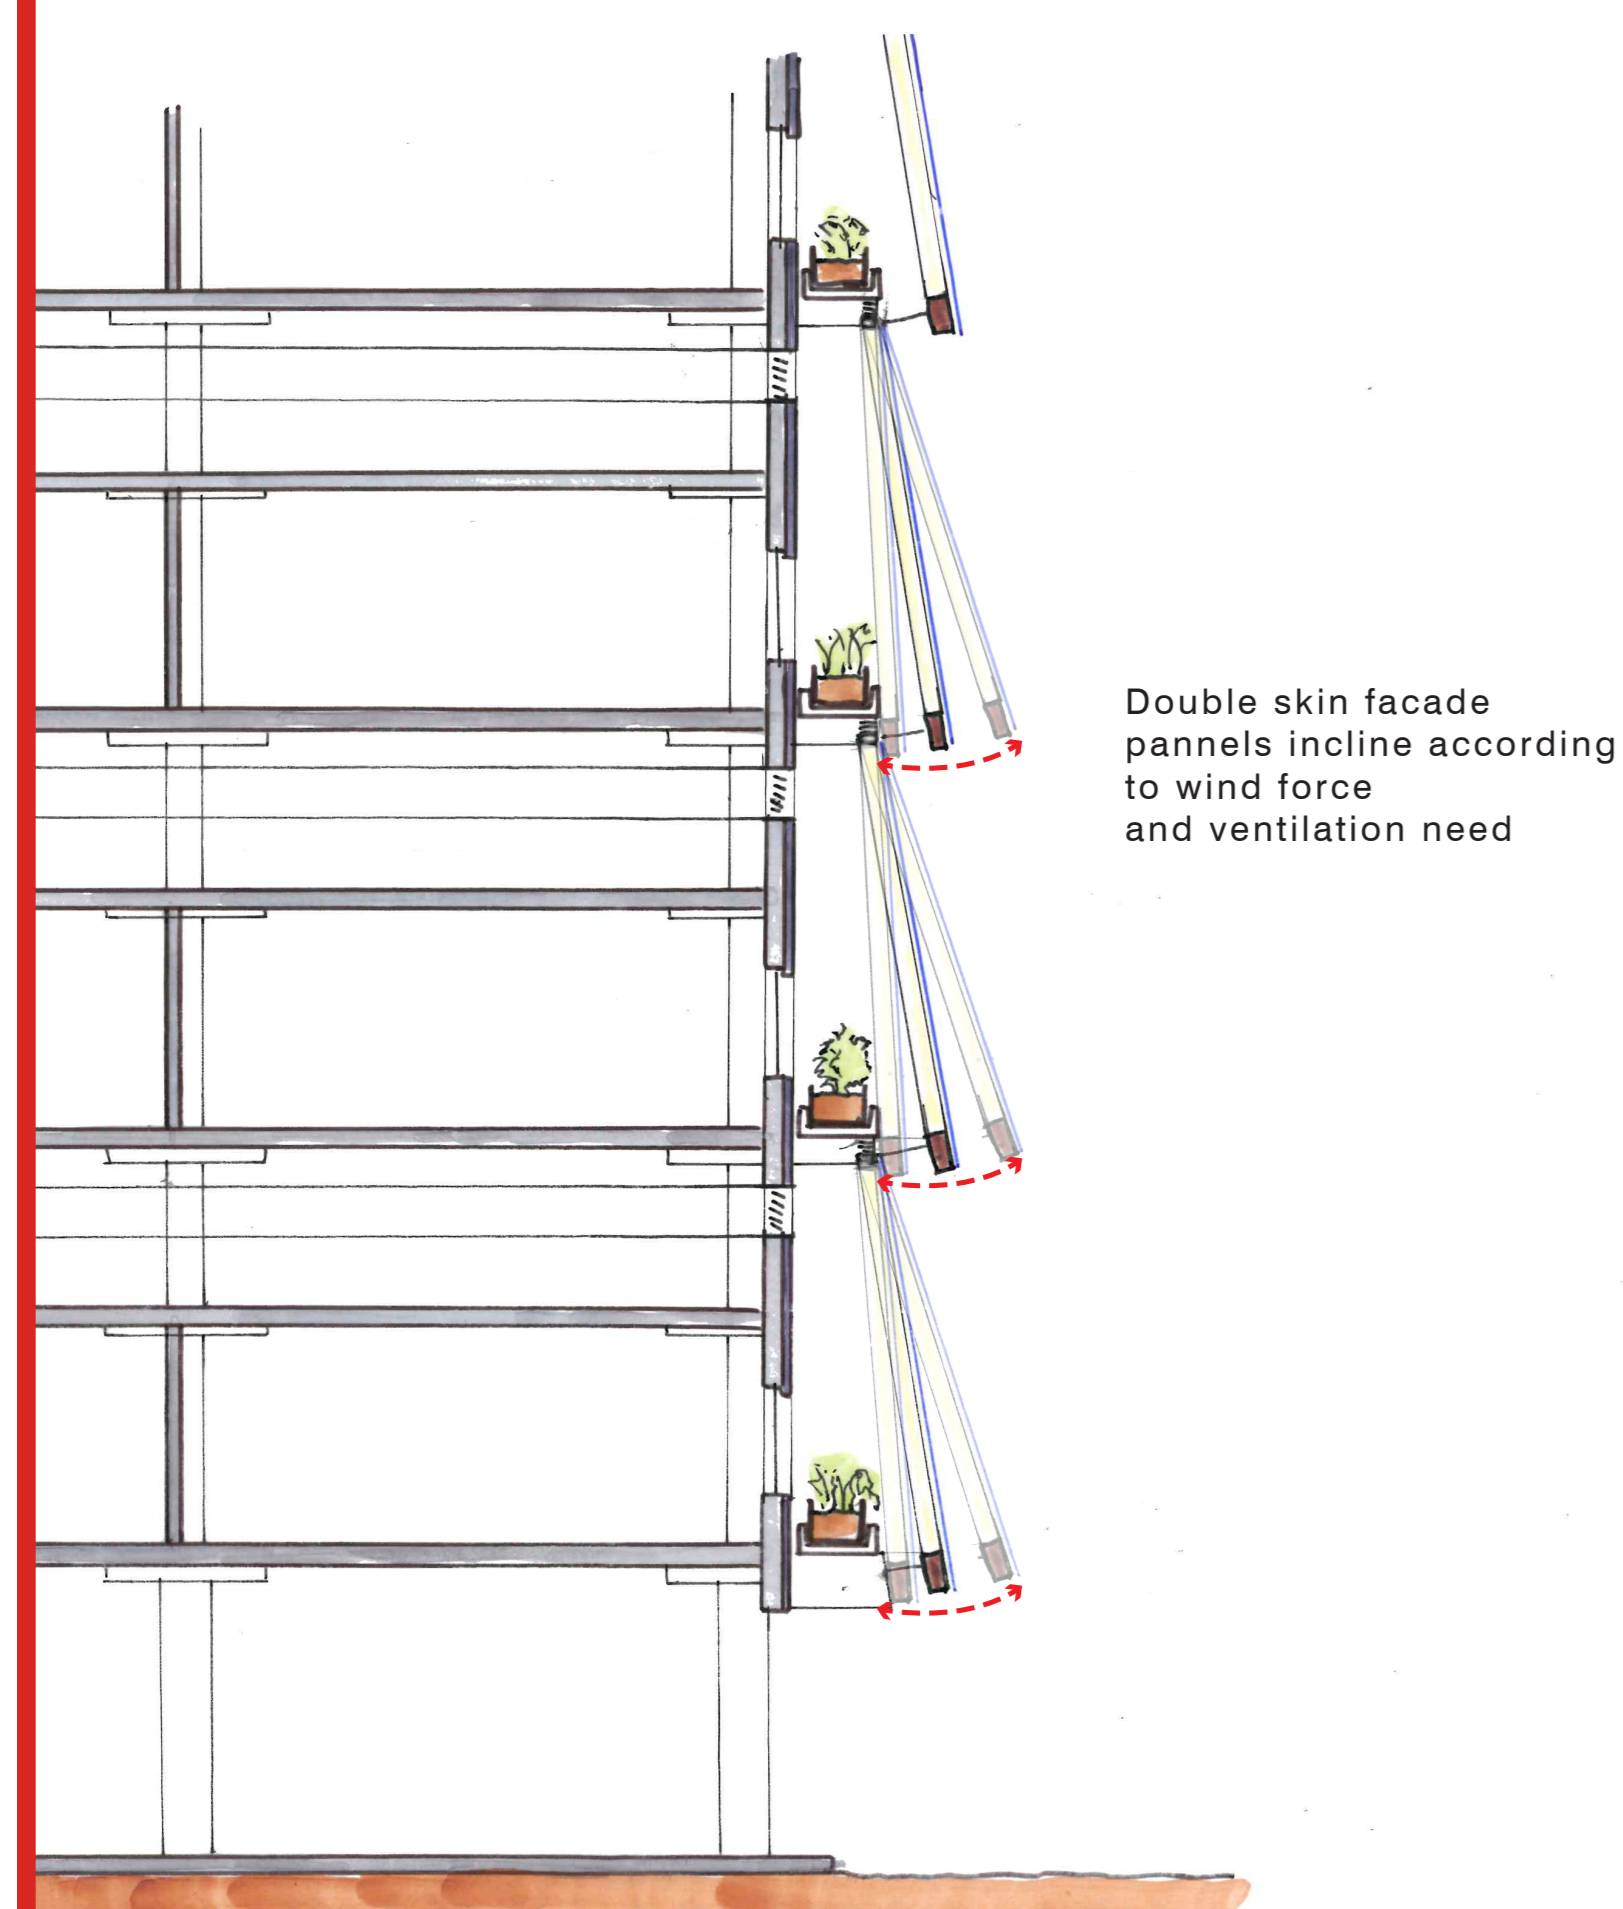 Double skin facade
pannels incline according
to wind force
and ventilation need